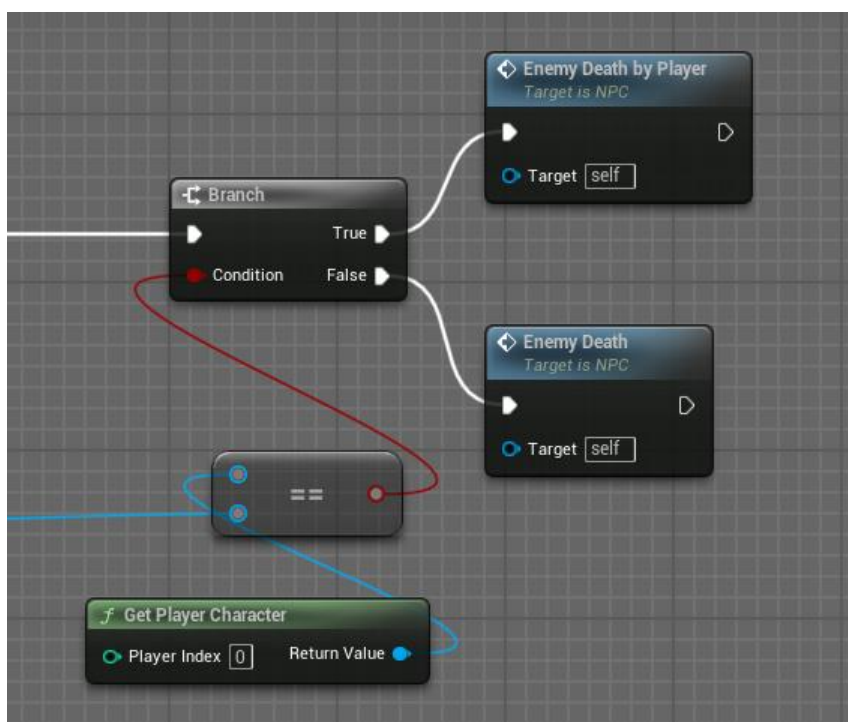 Enemy Death by Player
Target is NPC
Target self
Branch
True
Condition False
Enemy Death
Target is NPC
Target self
==
f Get Player Character
Player Index 0 Return Value